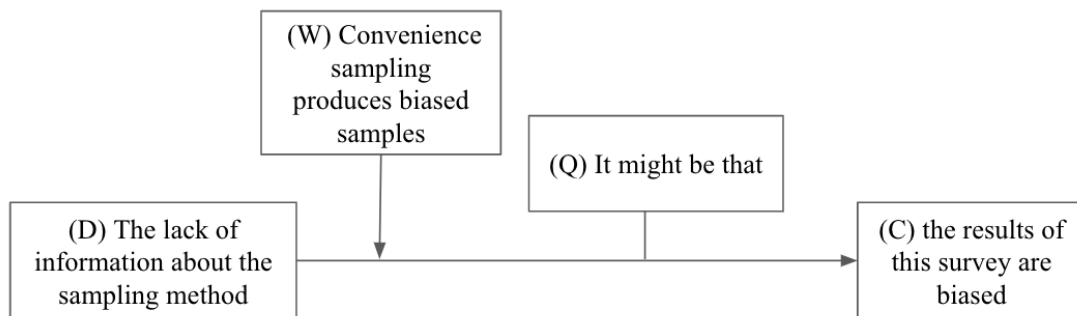 (W) Convenience
sampling
produces biased
samples
(Q) It might be that
(D) The lack of
information about the
sampling method
(C) the results of
this survey are
biased